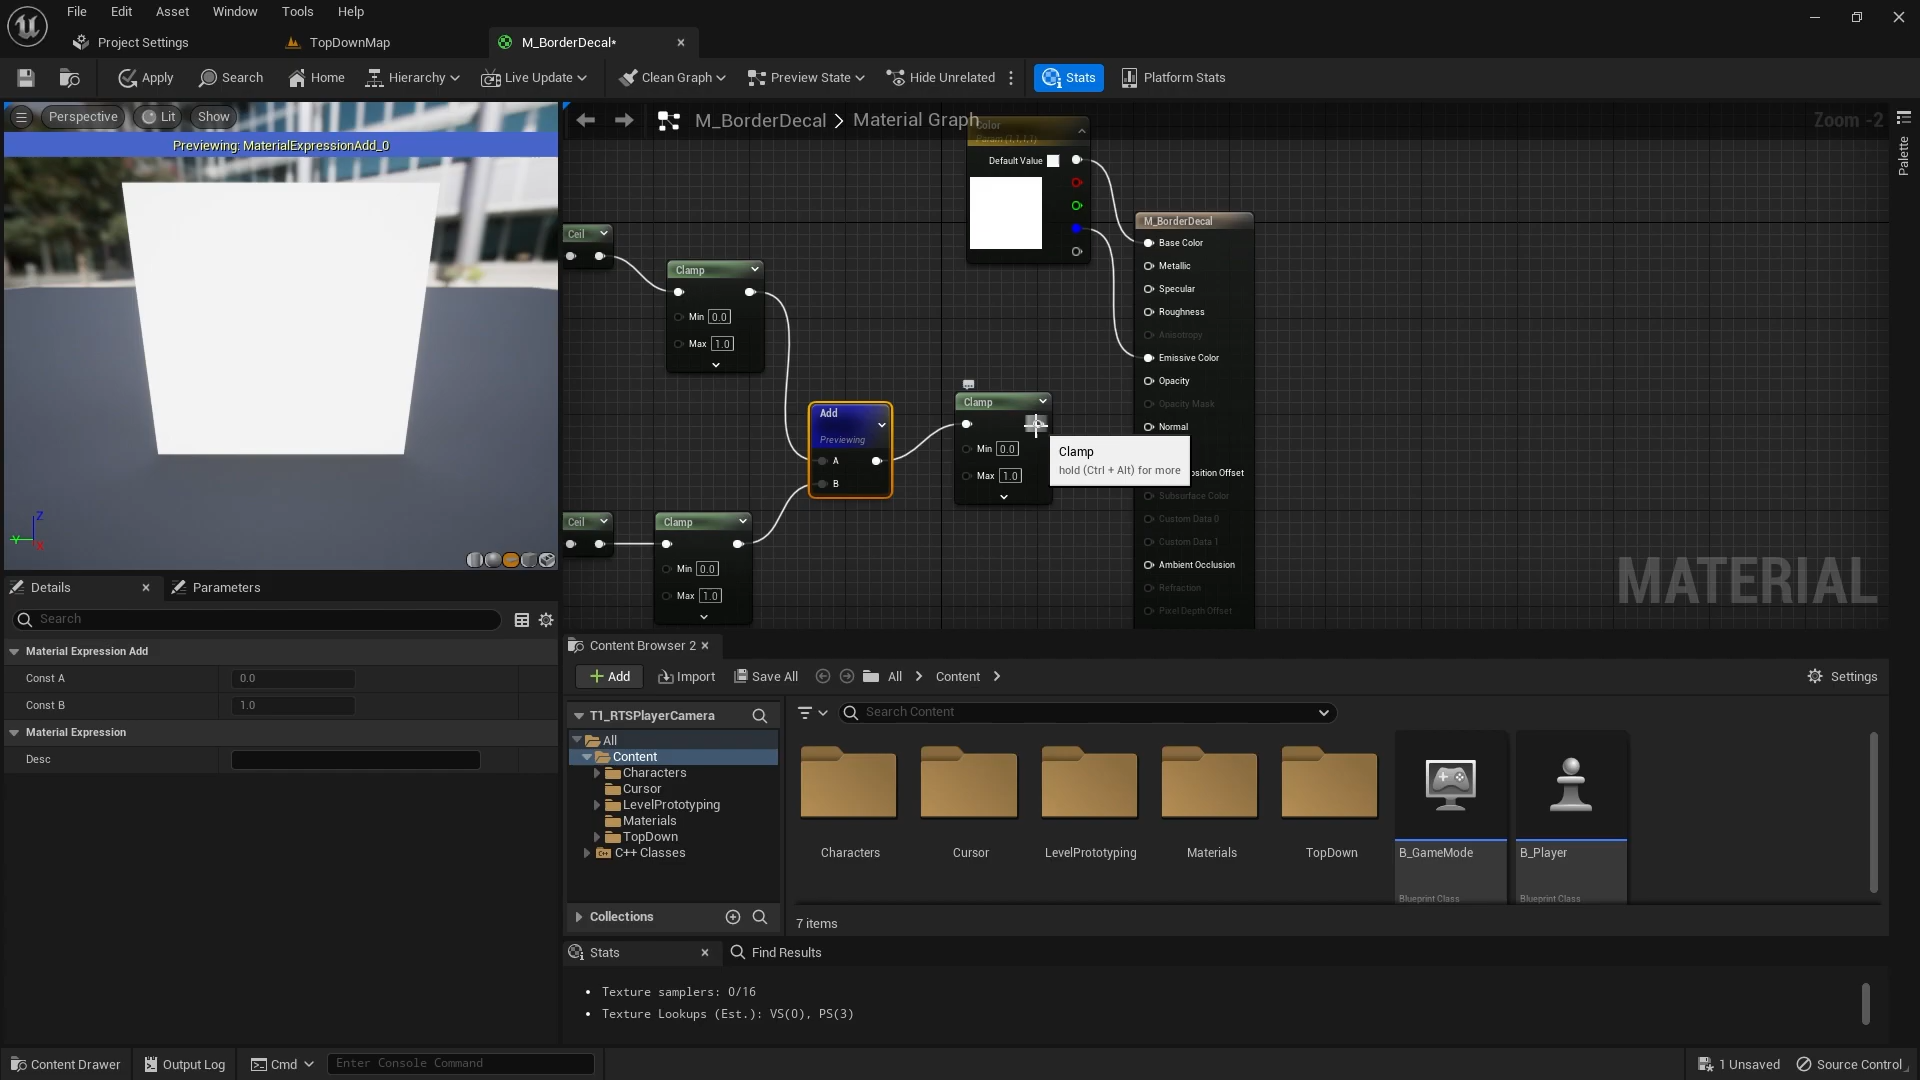 File
Edit
Asset
Window
Tools
Help
Project Settings
TopDownMap
M_BorderDecal*
Apply
Search
Home
Hierarchy
Live Update
Clean Graph
Preview State
Hide Unrelated
Stats
Platform Stats
Perspective
Lit
Show
Previewing: MaterialExpressionAdd_0
Z
Y
X
M_BorderDecal > Material Graph
Zoom -2
Palette
Color
Param (1,1,1,1)
Default Value
Ceil
Clamp
Min 0.0
Max 1.0
Add
Previewing
A
B
Clamp
Min 0.0
Max 1.0
Clamp
hold (Ctrl + Alt) for more
Ceil
Clamp
Min 0.0
Max 1.0
M_BorderDecal
Base Color
Metallic
Specular
Roughness
Anisotropy
Emissive Color
Opacity
Opacity Mask
Normal
osition Offset
Subsurface Color
Custom Data 0
Custom Data 1
Ambient Occlusion
Refraction
Pixel Depth Offset
MATERIAL
Details
Parameters
Search
Material Expression Add
Const A 0.0
Const B 1.0
Material Expression
Desc
Content Browser 2
Add
Import
Save All
All > Content >
Settings
T1_RTSPlayerCamera
All
Content
Characters
Cursor
LevelPrototyping
Materials
TopDown
C++ Classes
Collections
Search Content
Characters
Cursor
LevelPrototyping
Materials
TopDown
B_GameMode
Blueprint Class
B_Player
Blueprint Class
7 items
Stats
Find Results
• Texture samplers: 0/16
• Texture Lookups (Est.): VS(0), PS(3)
Content Drawer
Output Log
Cmd
Enter Console Command
1 Unsaved
Source Control